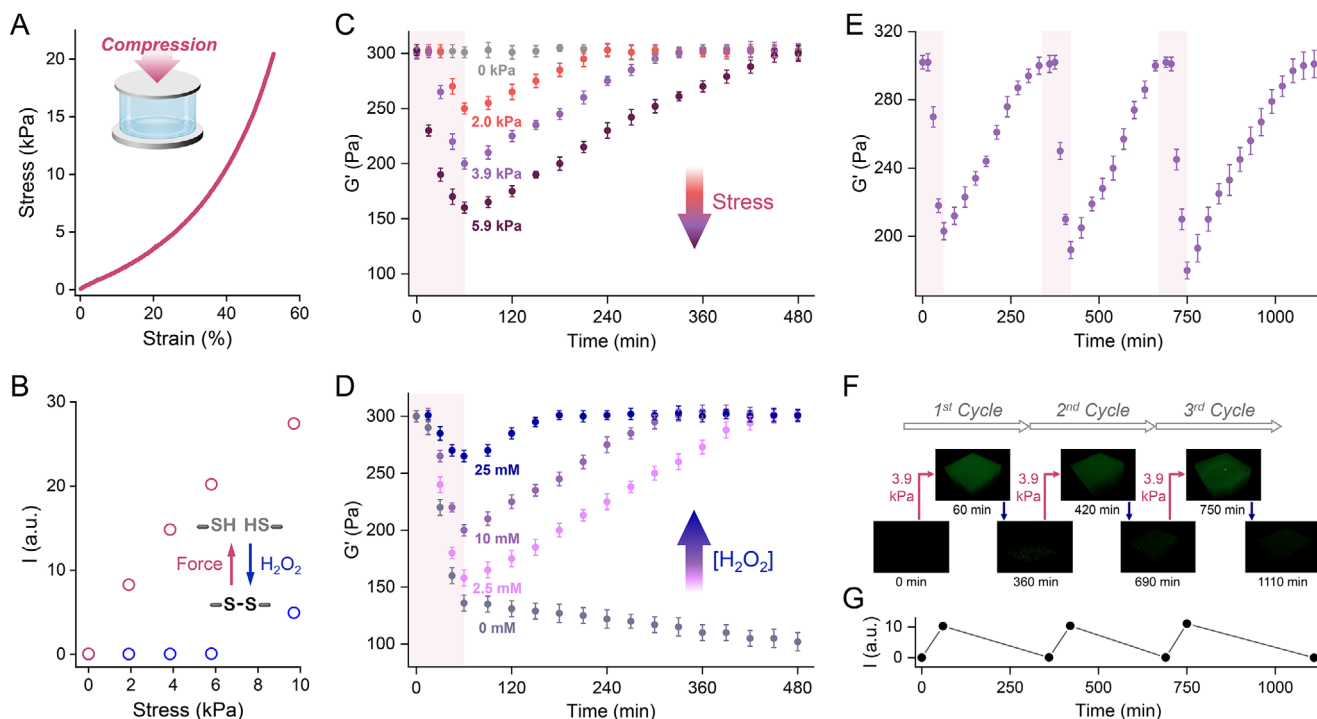 A
Compression
Stress (kPa)
20
15
10
5
0
0
20
40
60
Strain (%)
B
I (a.u.)
30
20
10
0
–SH HS–
Force
H₂O₂
–S-S–
0
2
4
6
8
10
Stress (kPa)
C
G' (Pa)
300
250
200
150
100
0 kPa
2.0 kPa
3.9 kPa
5.9 kPa
Stress
0
120
240
360
480
Time (min)
D
G' (Pa)
300
250
200
150
100
25 mM
10 mM
2.5 mM
0 mM
[H₂O₂]
0
120
240
360
480
Time (min)
E
G' (Pa)
320
280
240
200
0
250
500
750
1000
Time (min)
F
1st Cycle
2nd Cycle
3rd Cycle
3.9 kPa
3.9 kPa
3.9 kPa
60 min
420 min
750 min
0 min
360 min
690 min
1110 min
G
I (a.u.)
10
0
0
250
500
750
1000
Time (min)